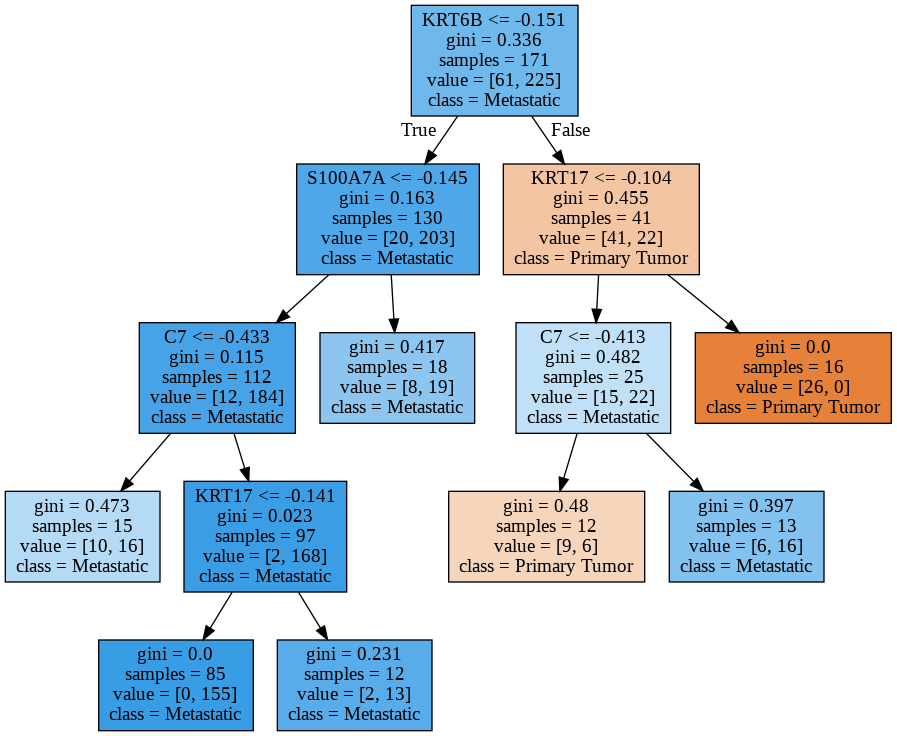 KRT6B <= -0.151
gini = 0.336
samples = 171
value = [61, 225]
class = Metastatic
True
False
S100A7A <= -0.145
gini = 0.163
samples = 130
value = [20, 203]
class = Metastatic
KRT17 <= -0.104
gini = 0.455
samples = 41
value = [41, 22]
class = Primary Tumor
C7 <= -0.433
gini = 0.115
samples = 112
value = [12, 184]
class = Metastatic
gini = 0.417
samples = 18
value = [8, 19]
class = Metastatic
C7 <= -0.413
gini = 0.482
samples = 25
value = [15, 22]
class = Metastatic
gini = 0.0
samples = 16
value = [26, 0]
class = Primary Tumor
gini = 0.473
samples = 15
value = [10, 16]
class = Metastatic
KRT17 <= -0.141
gini = 0.023
samples = 97
value = [2, 168]
class = Metastatic
gini = 0.48
samples = 12
value = [9, 6]
class = Primary Tumor
gini = 0.397
samples = 13
value = [6, 16]
class = Metastatic
gini = 0.0
samples = 85
value = [0, 155]
class = Metastatic
gini = 0.231
samples = 12
value = [2, 13]
class = Metastatic